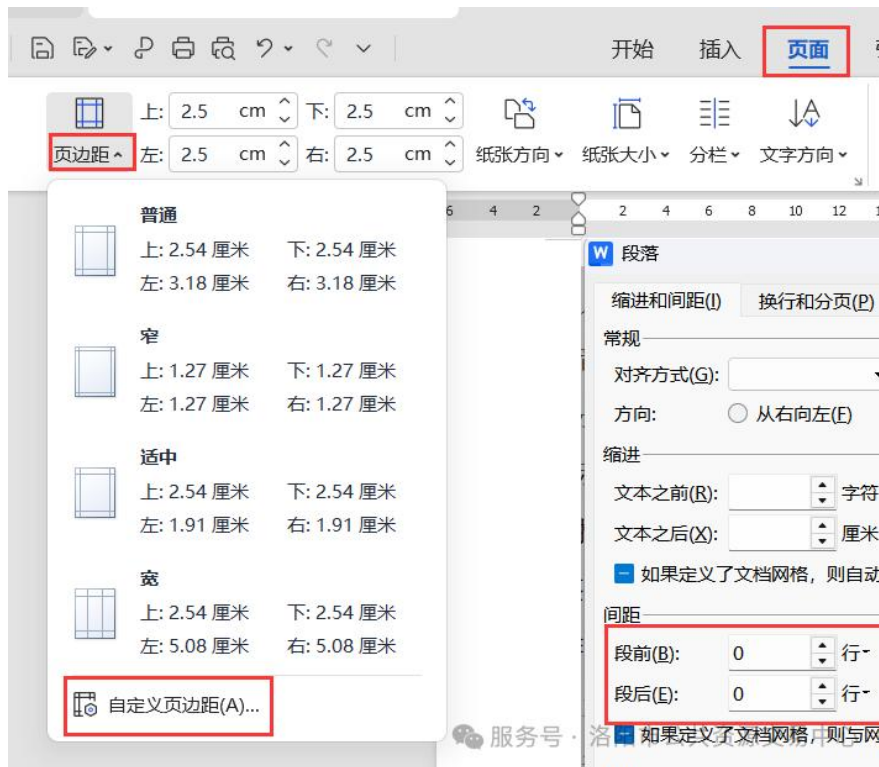 开始 插入 页面
上: 2.5 cm 下: 2.5 cm
页边距 左: 2.5 cm 右: 2.5 cm 纸张方向 纸张大小 分栏 文字方向
普通
上: 2.54 厘米 下: 2.54 厘米
左: 3.18 厘米 右: 3.18 厘米
窄
上: 1.27 厘米 下: 1.27 厘米
左: 1.27 厘米 右: 1.27 厘米
适中
上: 2.54 厘米 下: 2.54 厘米
左: 1.91 厘米 右: 1.91 厘米
宽
上: 2.54 厘米 下: 2.54 厘米
左: 5.08 厘米 右: 5.08 厘米
自定义页边距(A)...
6 4 2 2 4 6 8 10 12
W 段落
缩进和间距(I) 换行和分页(P)
常规
对齐方式(G):
方向: 从右向左(F)
缩进
文本之前(R): 字符
文本之后(X): 厘米
如果定义了文档网格，则自动
间距
段前(B): 0 行
段后(E): 0 行
如果定义了文档网格，则与网
服务号 · 洛阳市公共资源交易中心